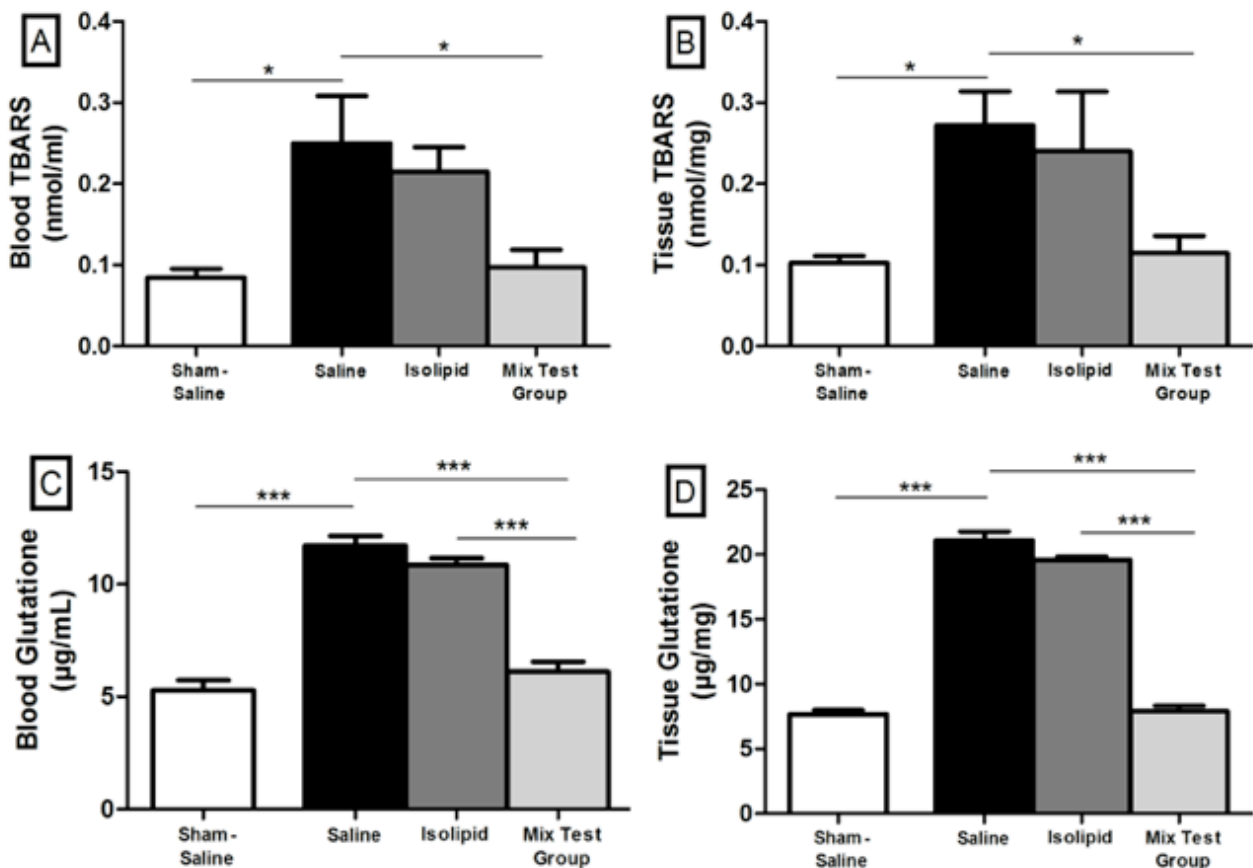 A
Blood TBARS
(nmol/ml)
0.4
0.3
0.2
0.1
0.0
*
*
Sham-
Saline
Saline
Isolipid
Mix Test
Group
B
Tissue TBARS
(nmol/mg)
0.4
0.3
0.2
0.1
0.0
*
*
Sham-
Saline
Saline
Isolipid
Mix Test
Group
C
Blood Glutatione
(µg/mL)
15
10
5
0
***
***
***
Sham-
Saline
Saline
Isolipid
Mix Test
Group
D
Tissue Glutatione
(µg/mg)
25
20
15
10
5
0
***
***
***
Sham-
Saline
Saline
Isolipid
Mix Test
Group